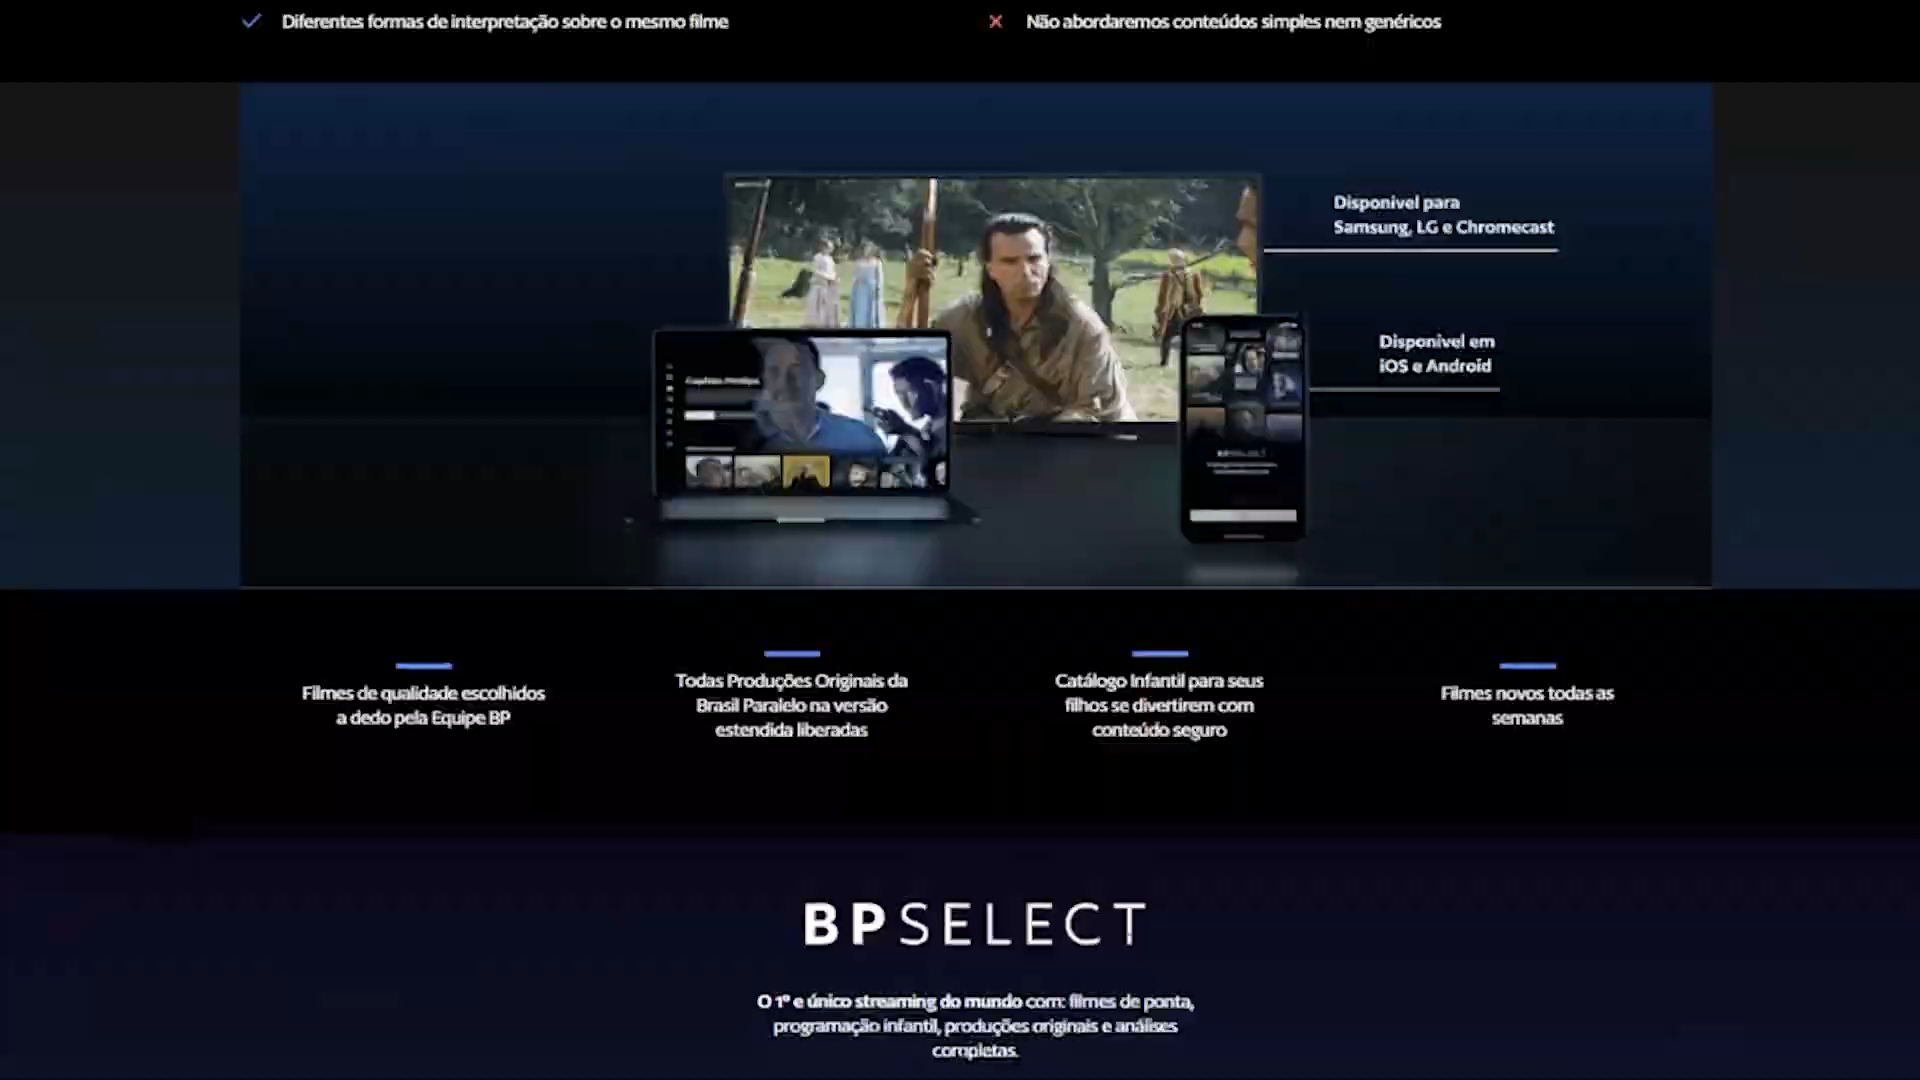 Diferentes formas de interpretação sobre o mesmo filme
Não abordaremos conteúdos simples nem genéricos
Disponivel para
Samsung, LG e Chromecast
Disponivel em
iOS e Android
Filmes de qualidade escolhidos
a dedo pela Equipe BP
Todas Produções Originais da
Brasil Paralelo na versão
estendida liberadas
Catálogo Infantil para seus
filhos se divertirem com
conteúdo seguro
Filmes novos todas as
semanas
BPSELECT
O 1º e único streaming do mundo com: filmes de ponta,
programação infantil, produções originais e análises
completas.